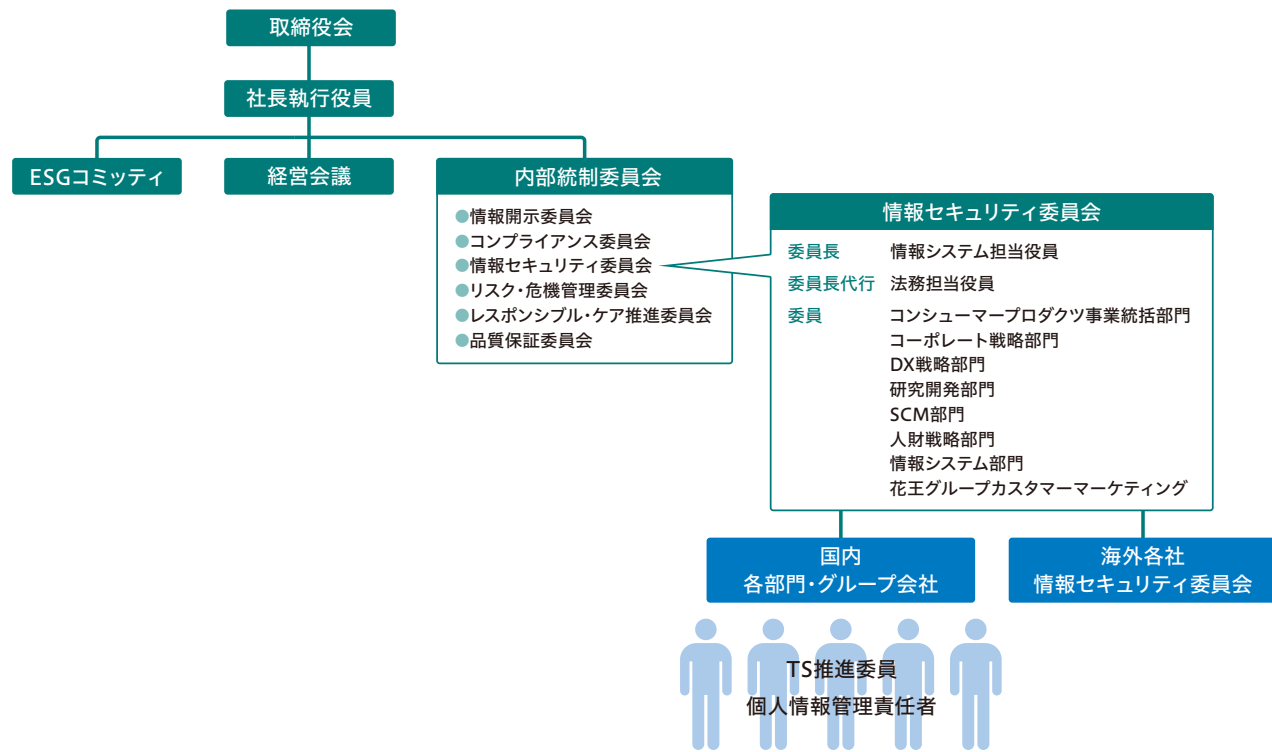 取締役会
社長執行役員
ESGコミッティ
経営会議
内部統制委員会
●情報開示委員会
●コンプライアンス委員会
●情報セキュリティ委員会
●リスク・危機管理委員会
●レスポンシブル・ケア推進委員会
●品質保証委員会
情報セキュリティ委員会
委員長 情報システム担当役員
委員長代行 法務担当役員
委員 コンシューマープロダクツ事業統括部門
コーポレート戦略部門
DX戦略部門
研究開発部門
SCM部門
人財戦略部門
情報システム部門
花王グループカスタマーマーケティング
国内
各部門・グループ会社
海外各社
情報セキュリティ委員会
TS推進委員
個人情報管理責任者